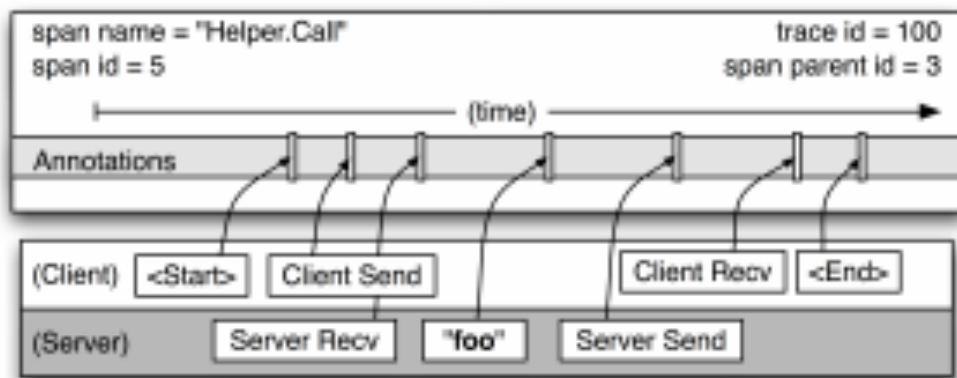 span name = "Helper.Call"
trace id = 100
span id = 5
span parent id = 3
(time)
Annotations
(Client)
<Start>
Client Send
Client Recv
<End>
(Server)
Server Recv
"foo"
Server Send